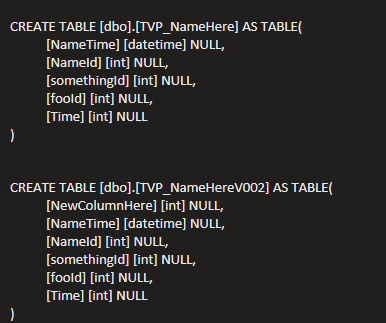 CREATE TABLE [dbo].[TVP_NameHere] AS TABLE(
[NameTime] [datetime] NULL,
[NameId] [int] NULL,
[somethingId] [int] NULL,
[fooId] [int] NULL,
[Time] [int] NULL
)
CREATE TABLE [dbo].[TVP_NameHereV002] AS TABLE(
[NewColumnHere] [int] NULL,
[NameTime] [datetime] NULL,
[NameId] [int] NULL,
[somethingId] [int] NULL,
[fooId] [int] NULL,
[Time] [int] NULL
)